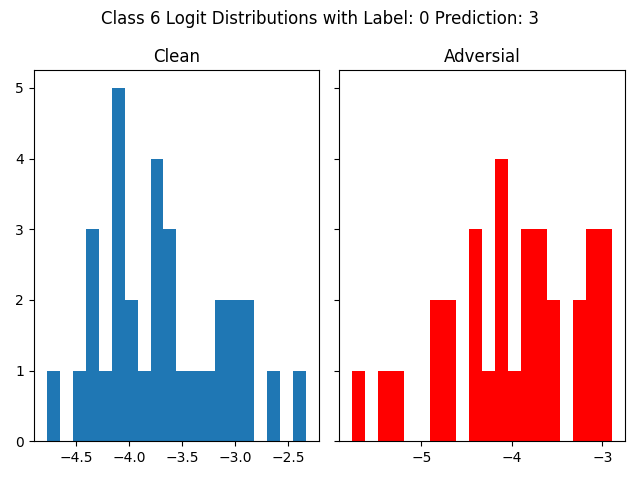 Class 6 Logit Distributions with Label: 0 Prediction: 3
Clean
Adversial
5
4
3
2
1
0
−4.5 −4.0 −3.5 −3.0 −2.5
−5 −4 −3